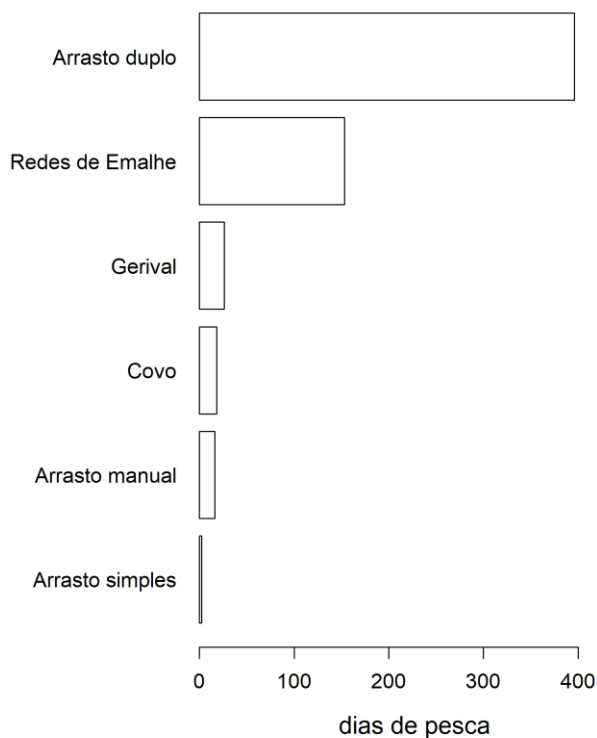 Arrasto duplo
Redes de Emalhe
Gerival
Covo
Arrasto manual
Arrasto simples
0 100 200 300 400
dias de pesca